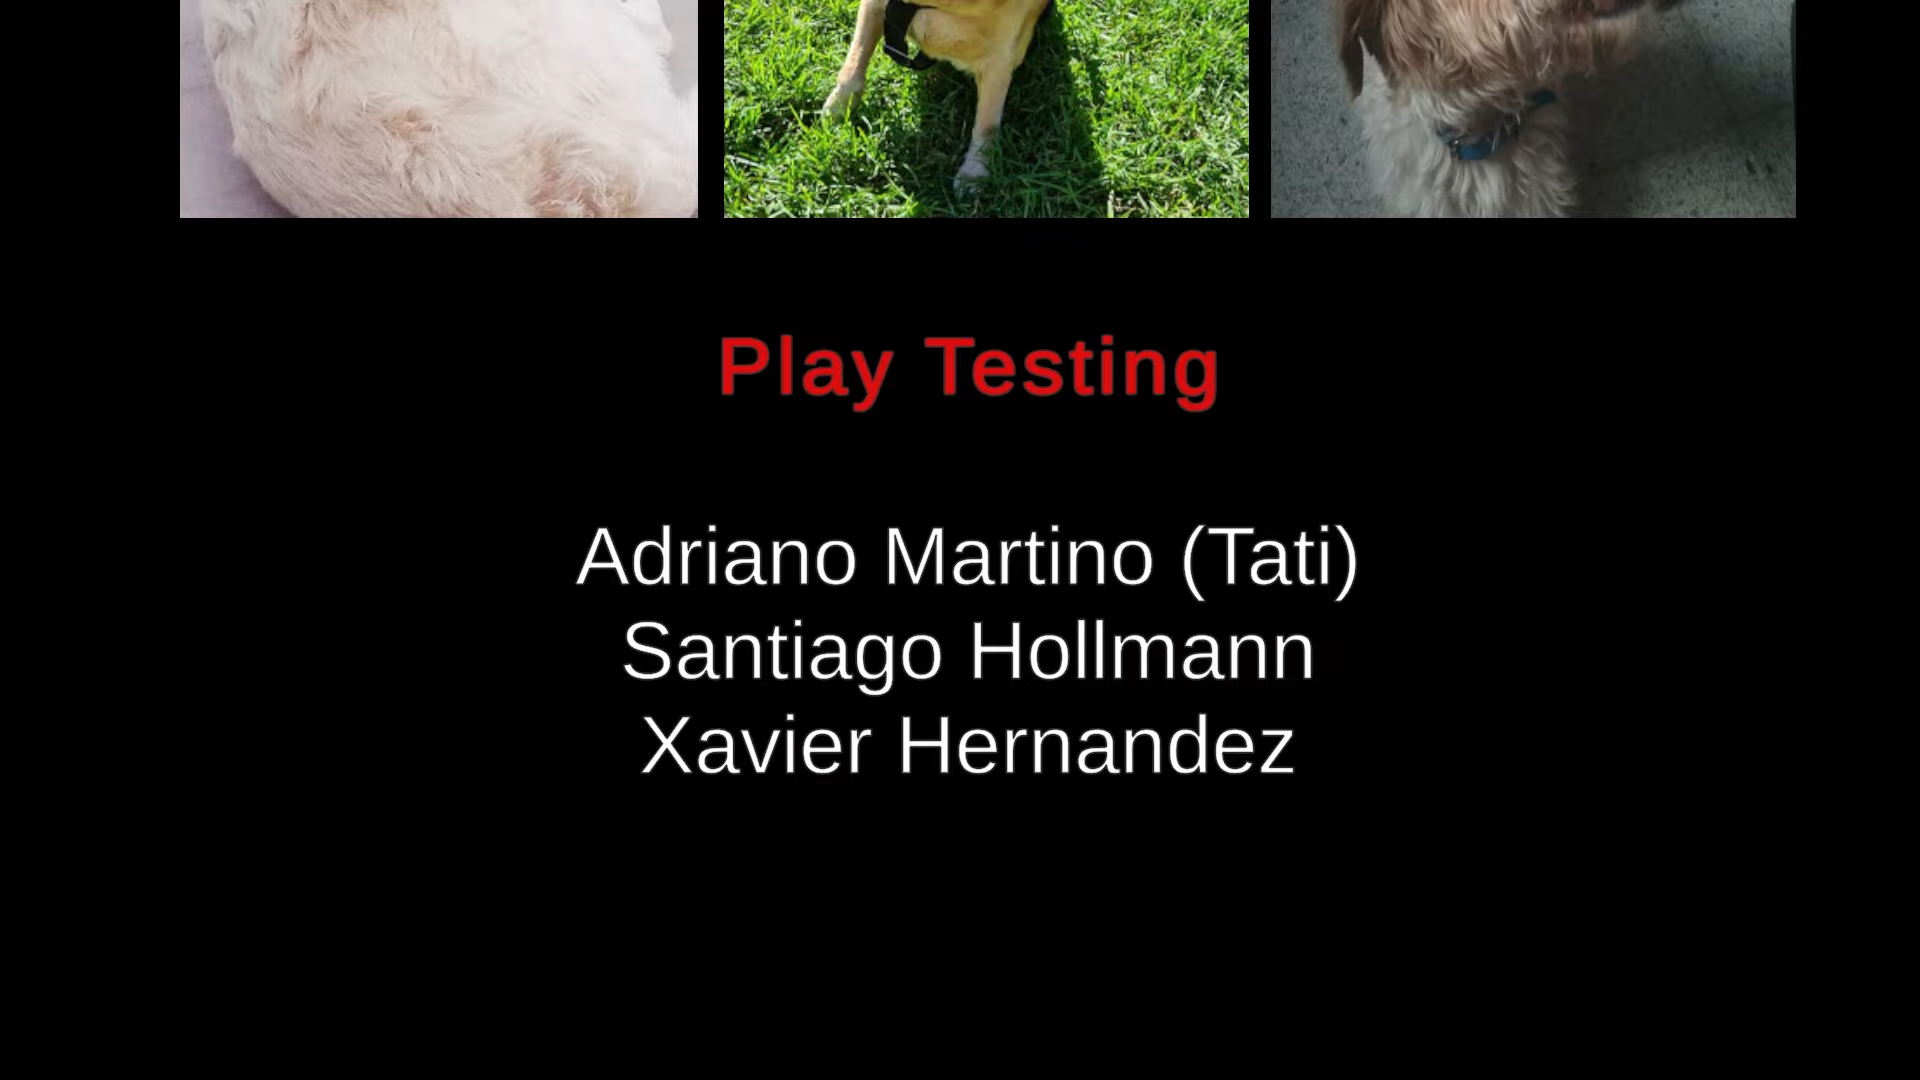 Play Testing
Adriano Martino (Tati)
Santiago Hollmann
Xavier Hernandez